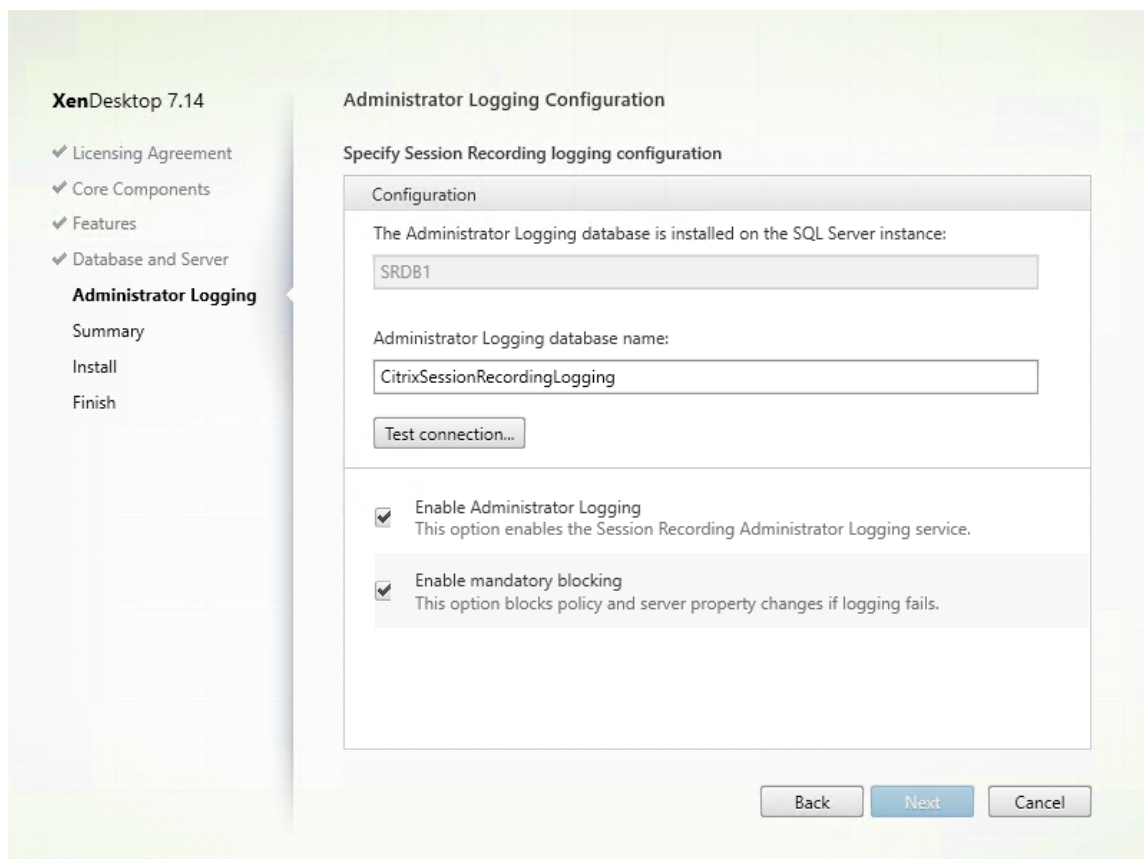 XenDesktop 7.14
Licensing Agreement
Core Components
Features
Database and Server
Administrator Logging
Summary
Install
Finish
Administrator Logging Configuration
Specify Session Recording logging configuration
Configuration
The Administrator Logging database is installed on the SQL Server instance:
SRDB1
Administrator Logging database name:
CitrixSessionRecordingLogging
Test connection...
Enable Administrator Logging
This option enables the Session Recording Administrator Logging service.
Enable mandatory blocking
This option blocks policy and server property changes if logging fails.
Back Next Cancel